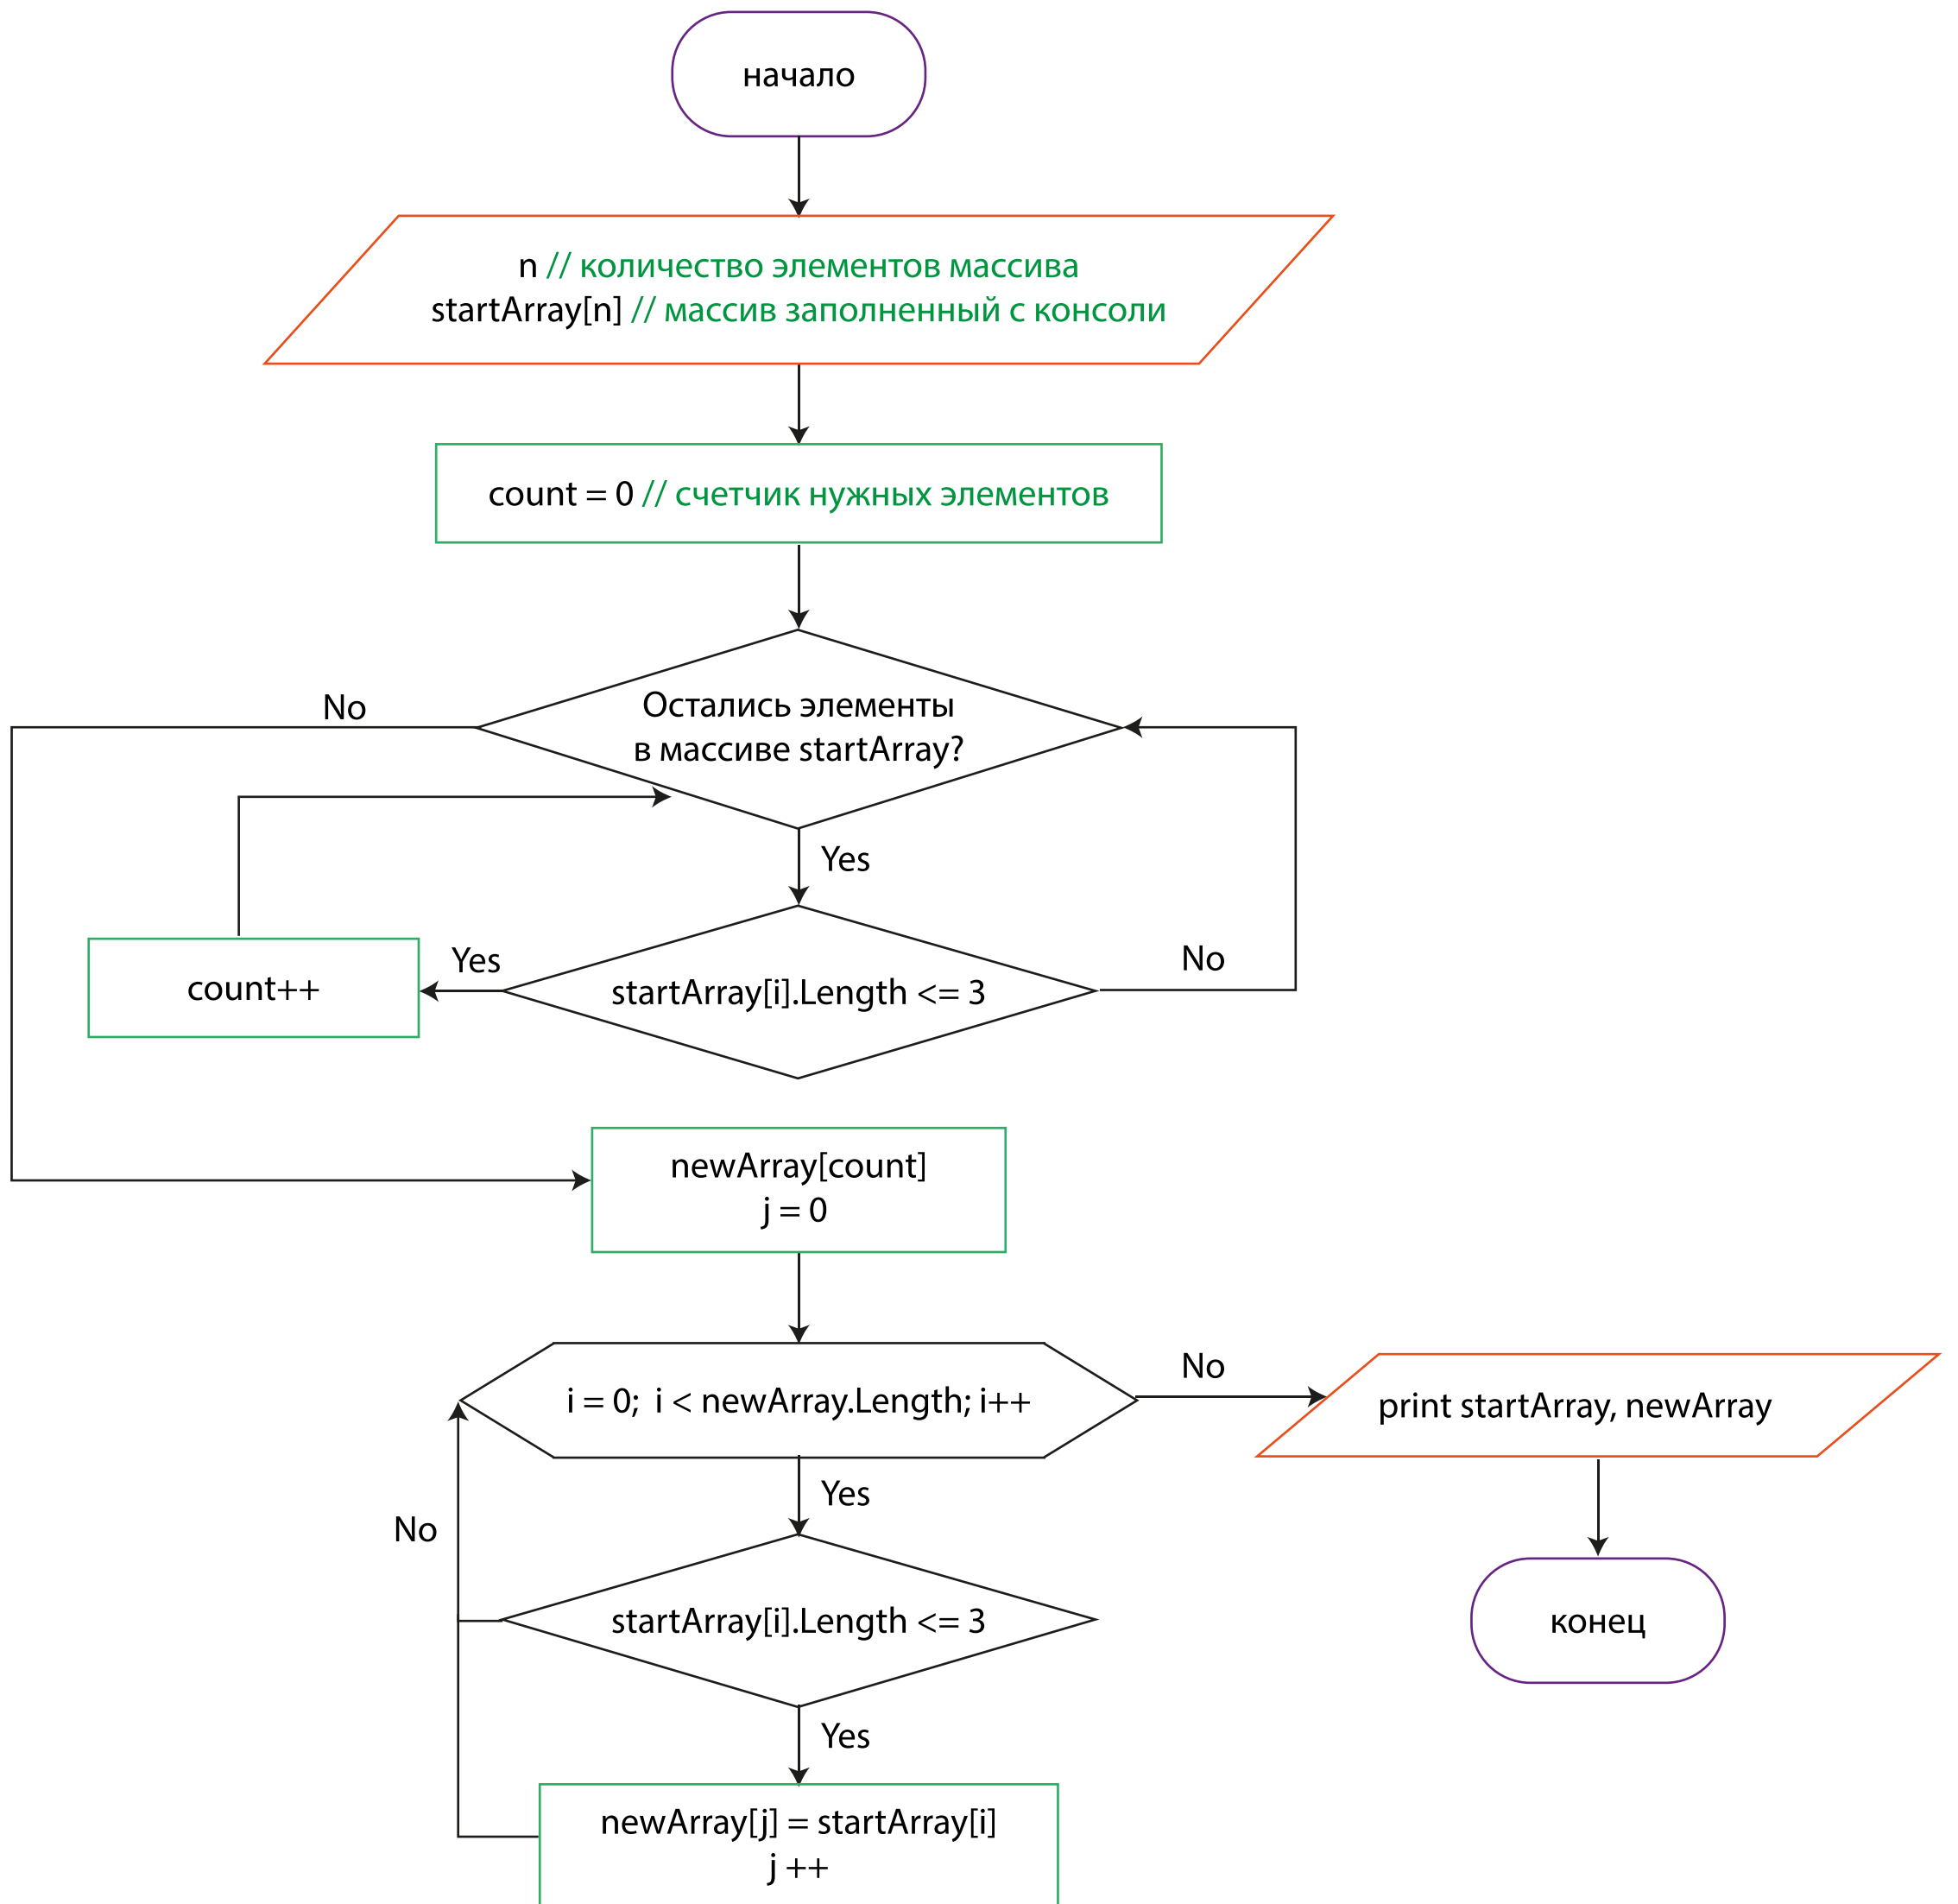 начало
n // количество элементов массива
startArray[n] // массив заполненный с консоли
count = 0 // счетчик нужных элементов
No
Остались элементы
в массиве startArray?
Yes
count++
Yes
startArray[i].Length <= 3
No
newArray[count]
j = 0
i = 0; i < newArray.Length; i++
No
print startArray, newArray
Yes
No
startArray[i].Length <= 3
конец
Yes
newArray[j] = startArray[i]
j ++